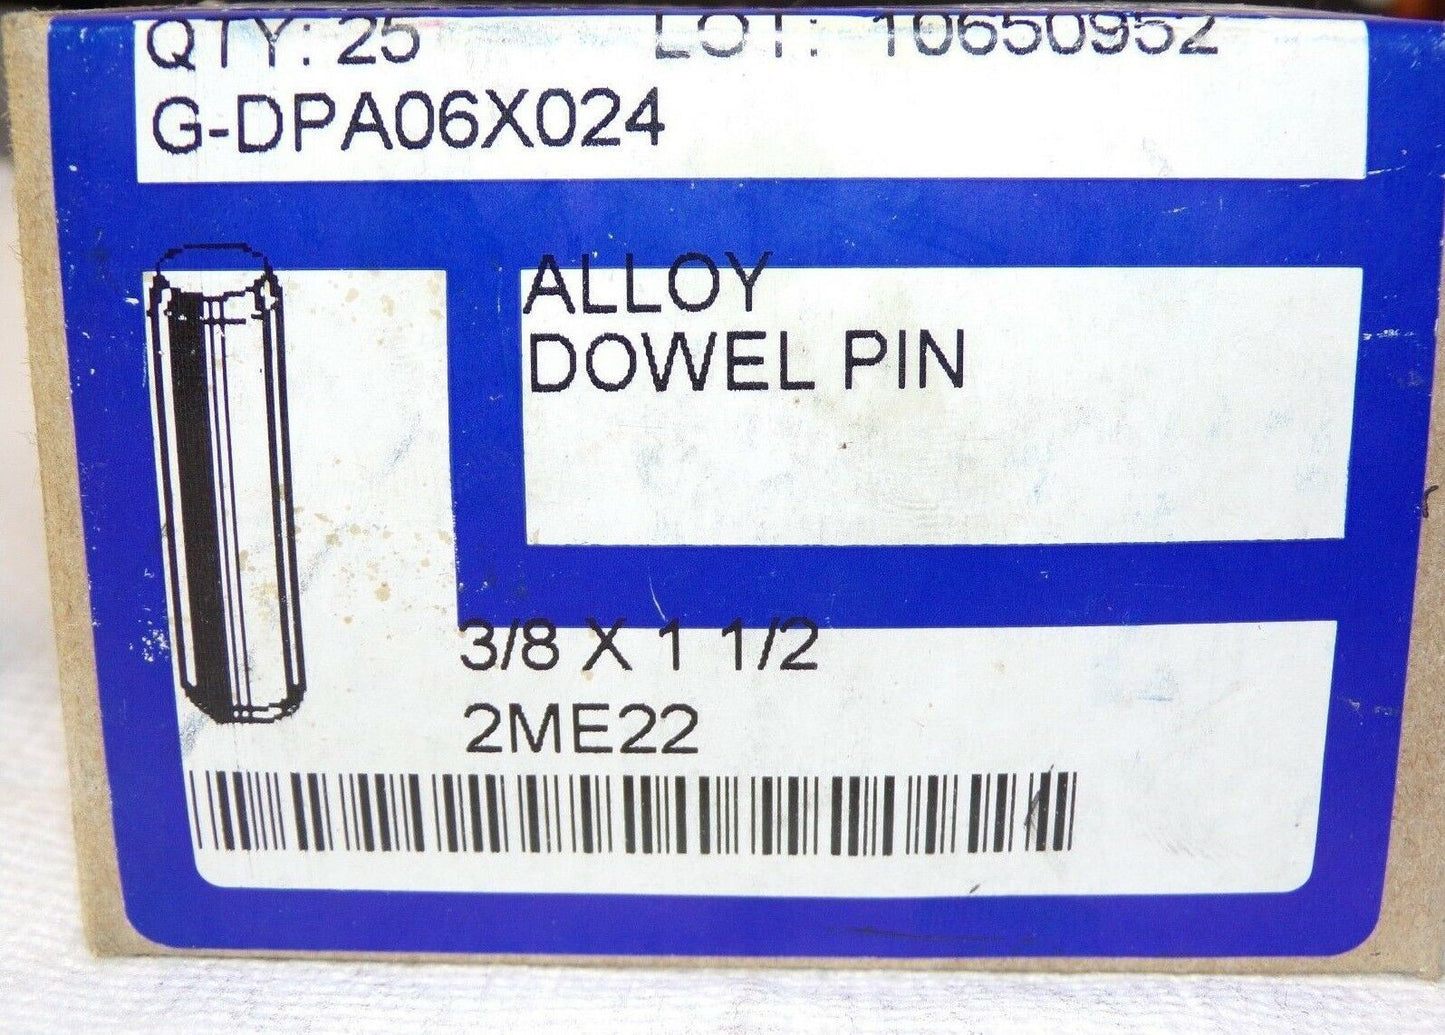 QTY: 25 LOT: 10650952
G-DPA06X024
ALLOY
DOWEL PIN
3/8 X 1 1/2
2ME22